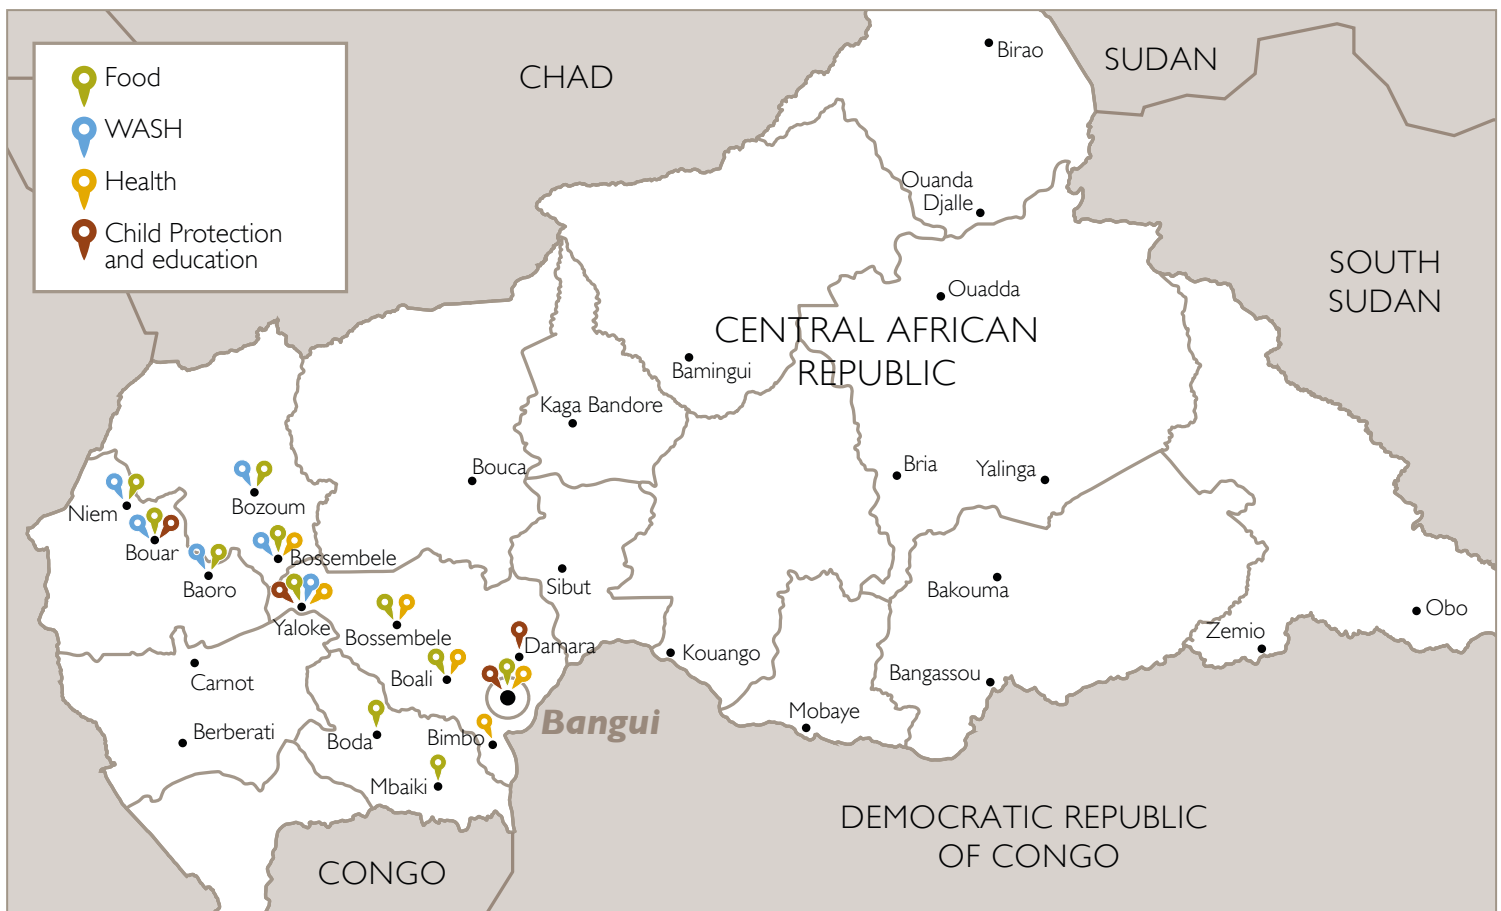 Food
WASH
Health
Child Protection
and education
CHAD
SUDAN
Birao
Ouanda
Djalle
SOUTH
SUDAN
Ouadda
CENTRAL AFRICAN
REPUBLIC
Bamingui
Kaga Bandore
Bouca
Bria
Yalinga
Niem
Bozoum
Bouar
Bossembele
Baoro
Sibut
Bakouma
Yaloke
Bossembele
Damara
Kouango
Zemio
Obo
Carnot
Boali
Bangassou
Berberati
Boda
Bimbo
Bangui
Mobaye
Mbaiki
DEMOCRATIC REPUBLIC
OF CONGO
CONGO